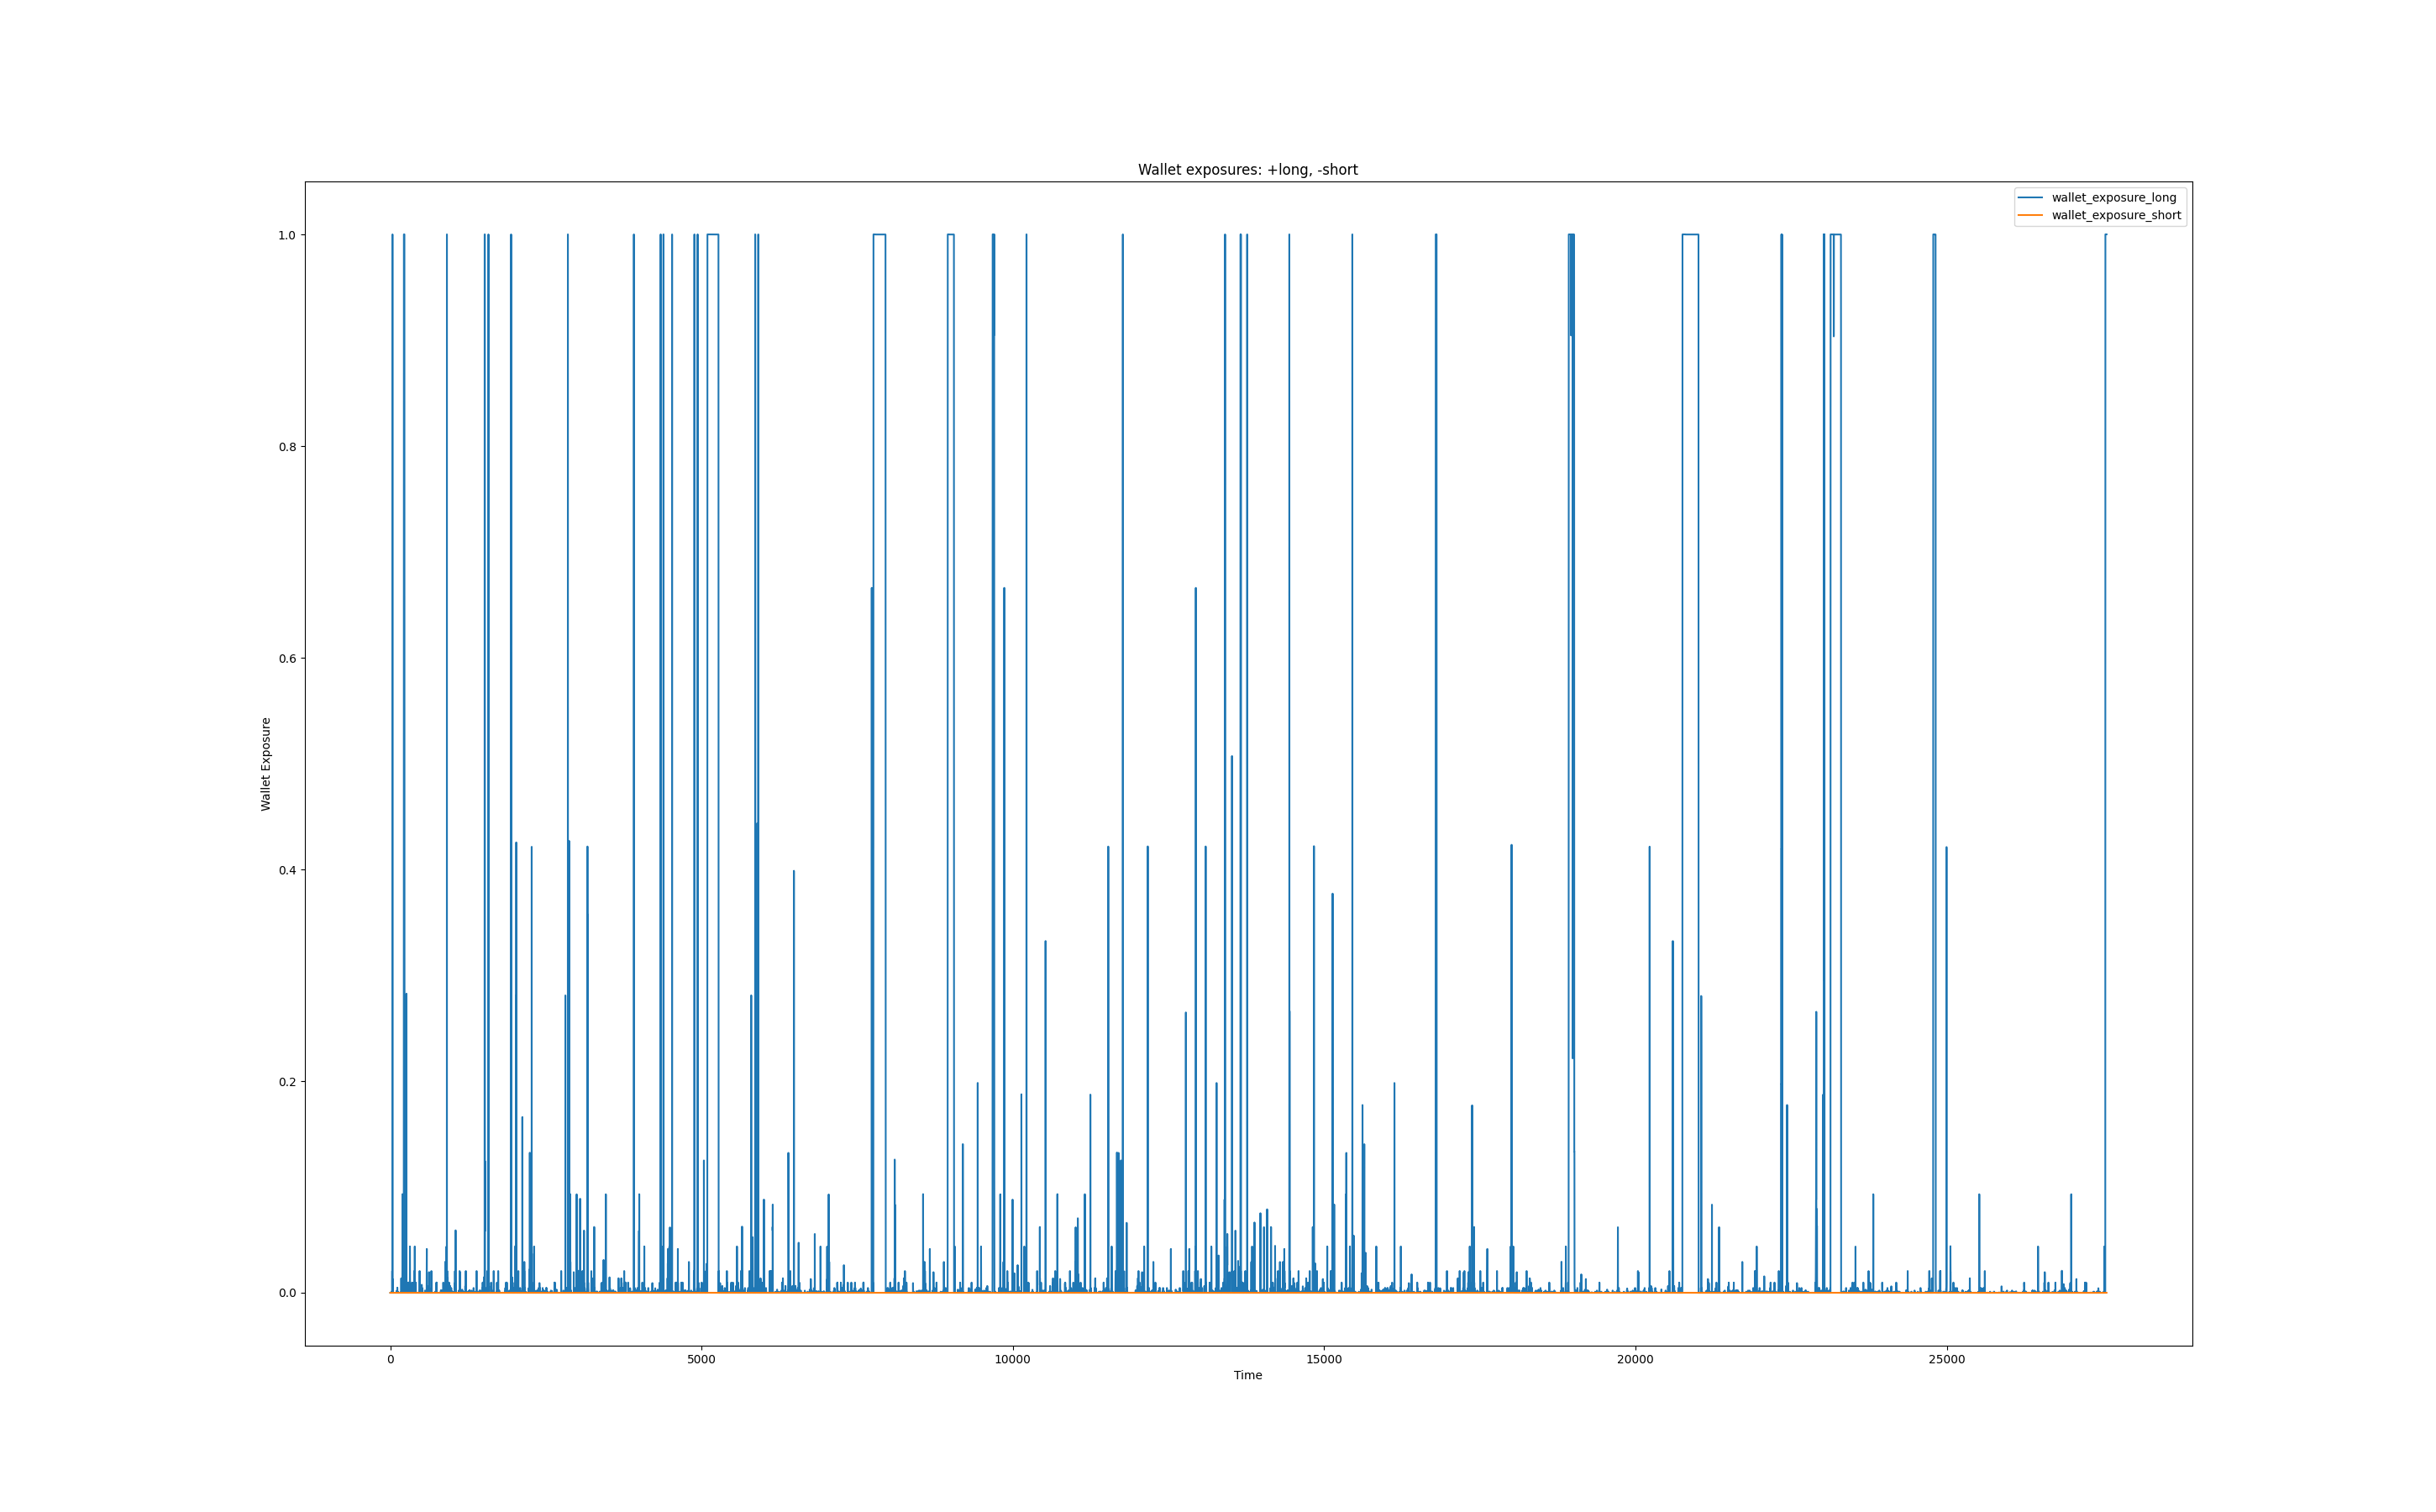 Wallet exposures: +long, -short
wallet_exposure_long
wallet_exposure_short
1.0
0.8
0.6
0.4
0.2
0.0
Wallet Exposure
0 5000 10000 15000 20000 25000
Time